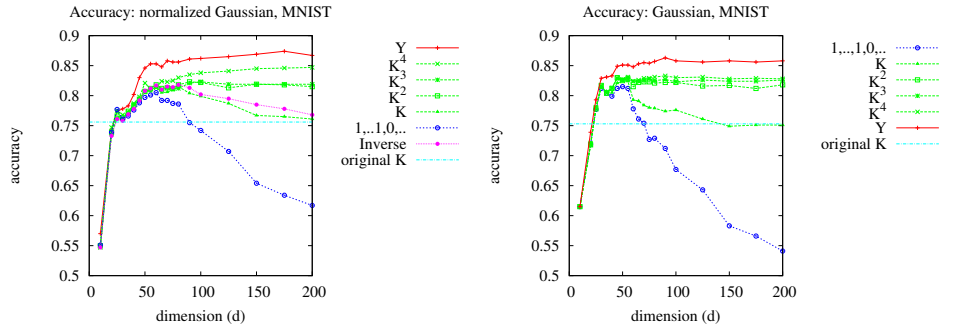 Accuracy: normalized Gaussian, MNIST
0.9
0.85
0.8
0.75
0.7
0.65
0.6
0.55
0.5
accuracy
0 50 100 150 200
dimension (d)
Y
K^4
K^3
K^2
K
1,..1,0,..
Inverse
original K
Accuracy: Gaussian, MNIST
0.9
0.85
0.8
0.75
0.7
0.65
0.6
0.55
0.5
accuracy
0 50 100 150 200
dimension (d)
1,..,1,0,..
K
K^2
K^3
K^4
Y
original K